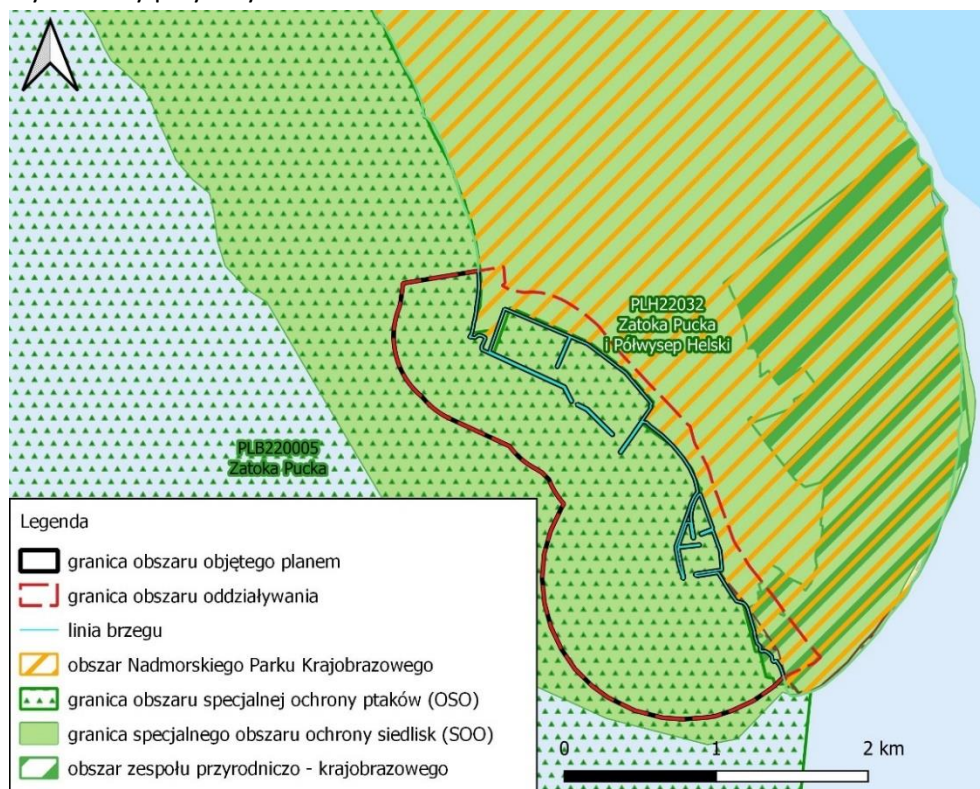 PLH22032
Zatoka Pucka
i Półwysep Helski
PLB220005
Zatoka Pucka
Legenda
granica obszaru objętego planem
granica obszaru oddziaływania
linia brzegu
obszar Nadmorskiego Parku Krajobrazowego
granica obszaru specjalnej ochrony ptaków (OSO)
granica specjalnego obszaru ochrony siedlisk (SOO)
obszar zespołu przyrodniczo - krajobrazowego
0 1 2 km